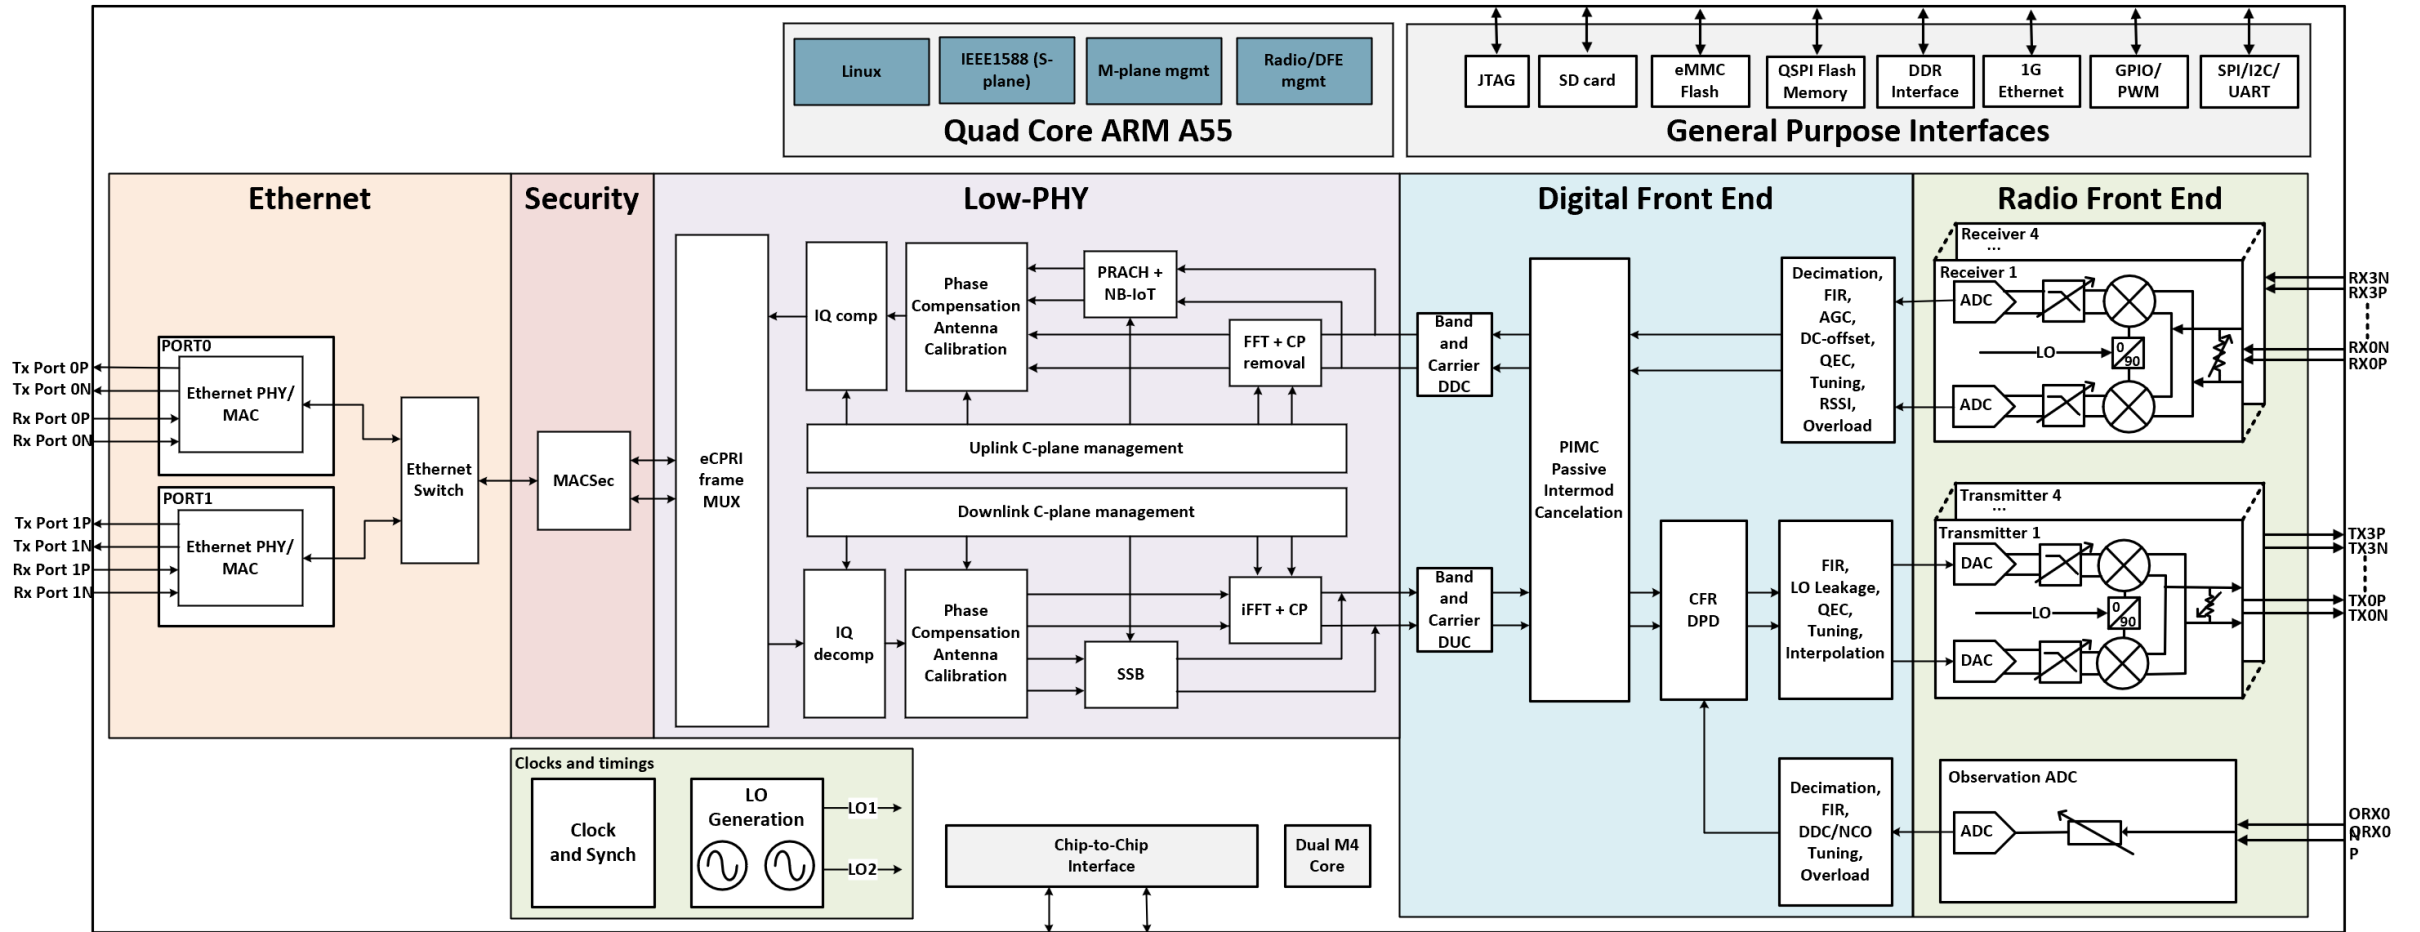 Linux
IEEE1588 (S-
plane)
M-plane mgmt
Radio/DFE
mgmt
Quad Core ARM A55
JTAG
SD card
eMMC
Flash
QSPI Flash
Memory
DDR
Interface
1G
Ethernet
GPIO/
PWM
SPI/I2C/
UART
General Purpose Interfaces
Ethernet
Tx Port 0P
Tx Port 0N
Rx Port 0P
Rx Port 0N
PORT0
Ethernet PHY/
MAC
Tx Port 1P
Tx Port 1N
Rx Port 1P
Rx Port 1N
PORT1
Ethernet PHY/
MAC
Ethernet
Switch
Security
MACSec
Low-PHY
eCPRI
frame
MUX
IQ comp
Phase
Compensation
Antenna
Calibration
PRACH +
NB-IoT
FFT + CP
removal
Uplink C-plane management
Downlink C-plane management
IQ
decomp
Phase
Compensation
Antenna
Calibration
iFFT + CP
SSB
Digital Front End
Band
and
Carrier
DDC
Band
and
Carrier
DUC
PIMC
Passive
Intermod
Cancelation
Decimation,
FIR,
AGC,
DC-offset,
QEC,
Tuning,
RSSI,
Overload
CFR
DPD
FIR,
LO Leakage,
QEC,
Tuning,
Interpolation
Decimation,
FIR,
DDC/NCO
Tuning,
Overload
Radio Front End
Receiver 4
...
Receiver 1
ADC
LO
0
90
ADC
RX3N
RX3P
RX0N
RX0P
Transmitter 4
...
Transmitter 1
DAC
LO
0
90
DAC
TX3P
TX3N
TX0P
TX0N
Observation ADC
ADC
ORX0
N
ORX0
P
Clocks and timings
Clock
and Synch
LO
Generation
LO1
LO2
Chip-to-Chip
Interface
Dual M4
Core